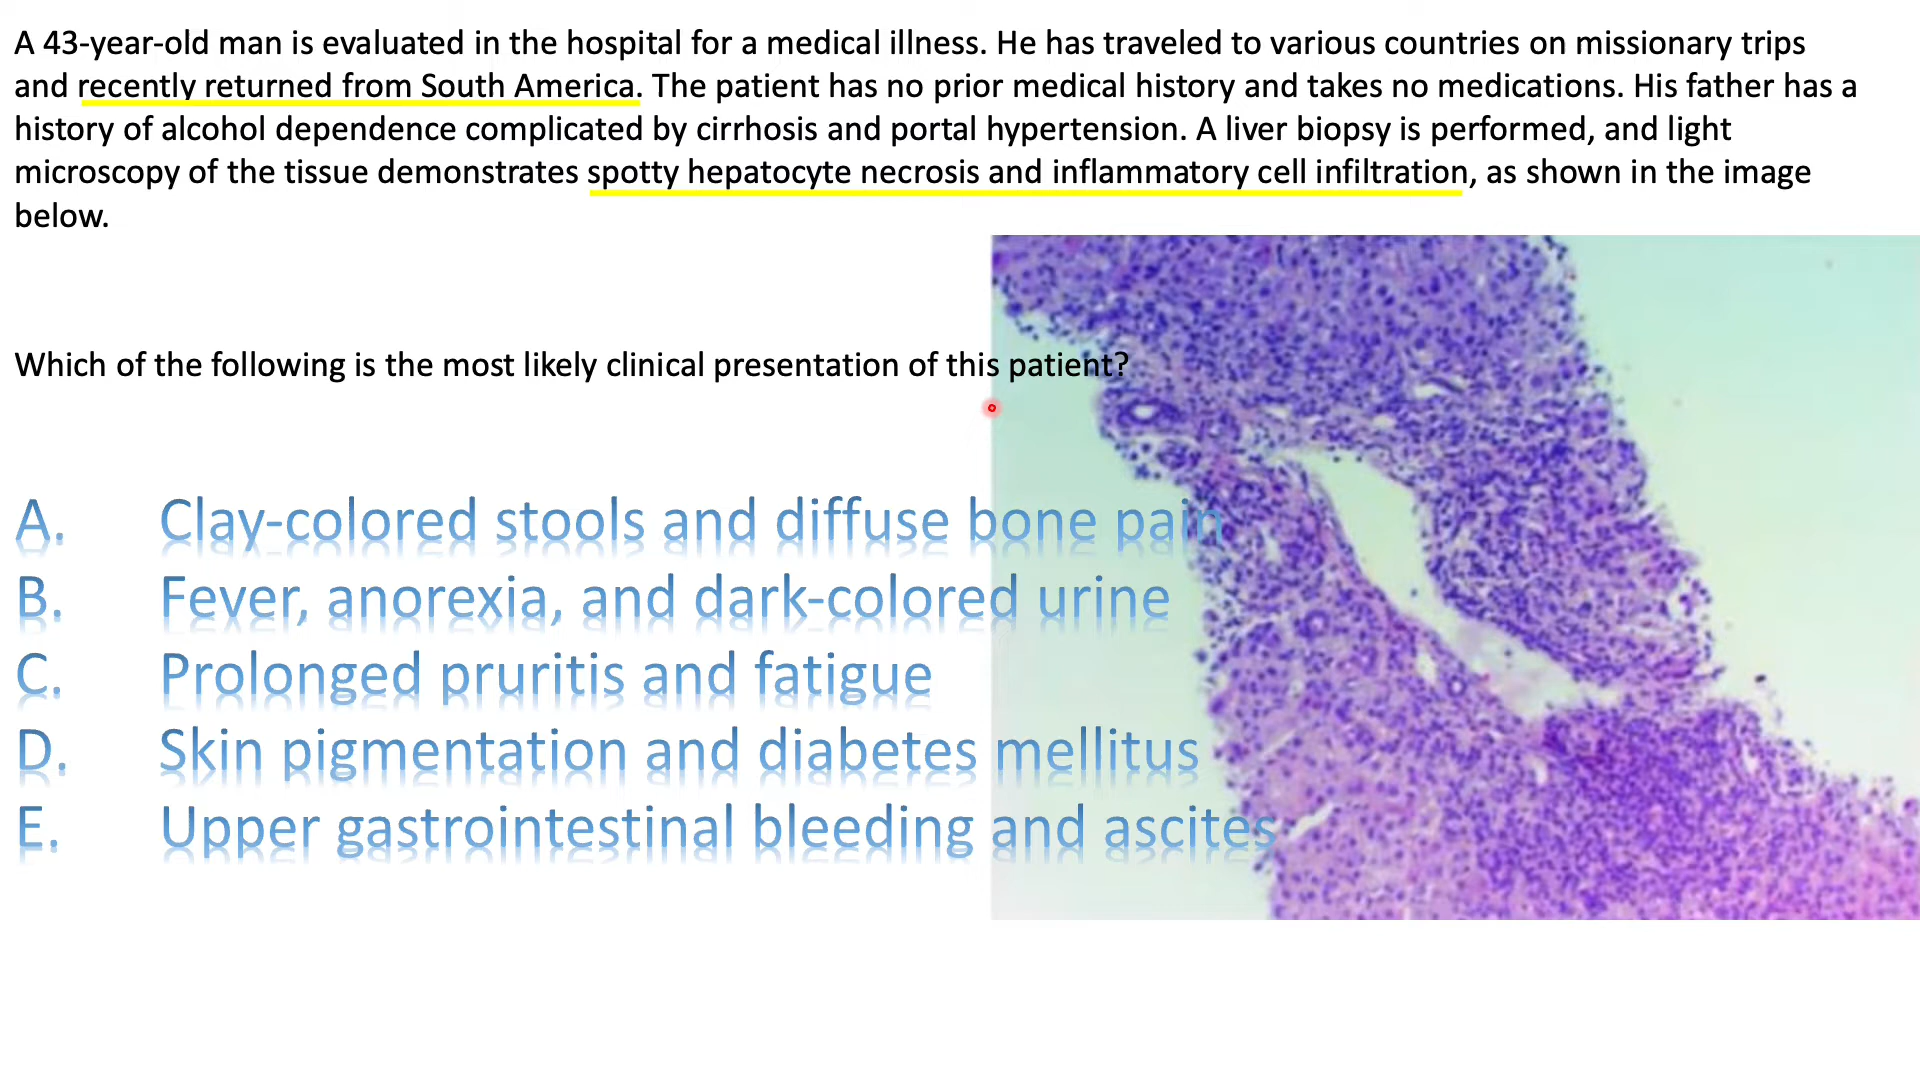 A 43-year-old man is evaluated in the hospital for a medical illness. He has traveled to various countries on missionary trips
and recently returned from South America. The patient has no prior medical history and takes no medications. His father has a
history of alcohol dependence complicated by cirrhosis and portal hypertension. A liver biopsy is performed, and light
microscopy of the tissue demonstrates spotty hepatocyte necrosis and inflammatory cell infiltration, as shown in the image
below.
Which of the following is the most likely clinical presentation of this patient?
A. Clay-colored stools and diffuse bone pain
B. Fever, anorexia, and dark-colored urine
C. Prolonged pruritis and fatigue
D. Skin pigmentation and diabetes mellitus
E. Upper gastrointestinal bleeding and ascites